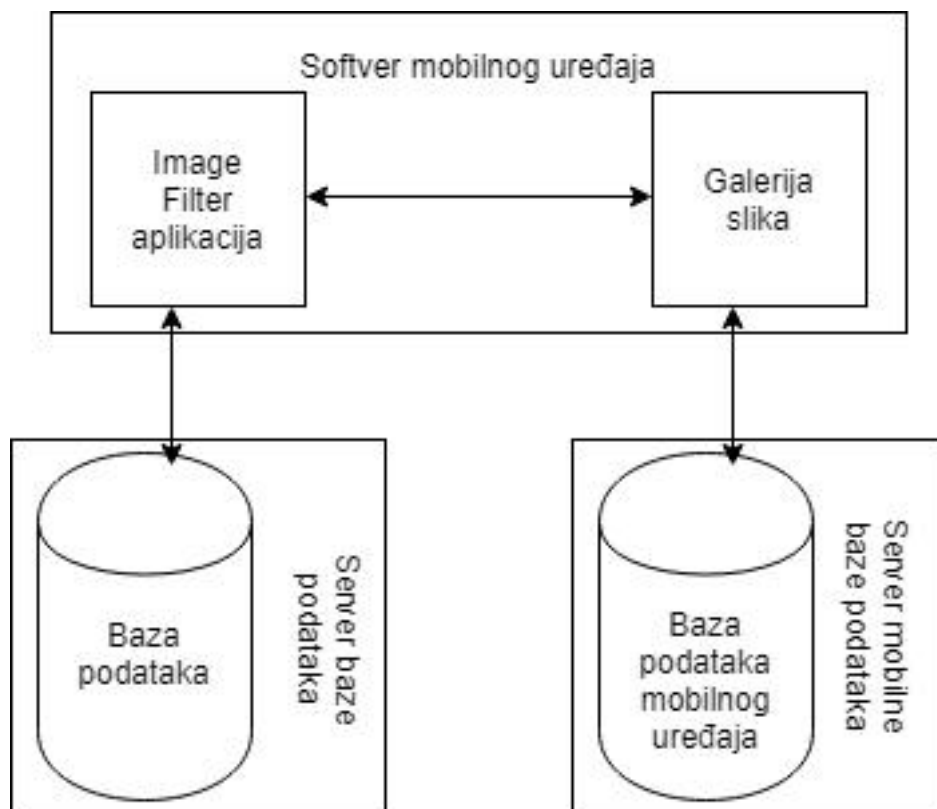 Softver mobilnog uređaja
Image
Filter
aplikacija
Galerija
slika
Baza
podataka
Server baze
podataka
Baza
podataka
mobilnog
uređaja
Server mobilne
baze podataka